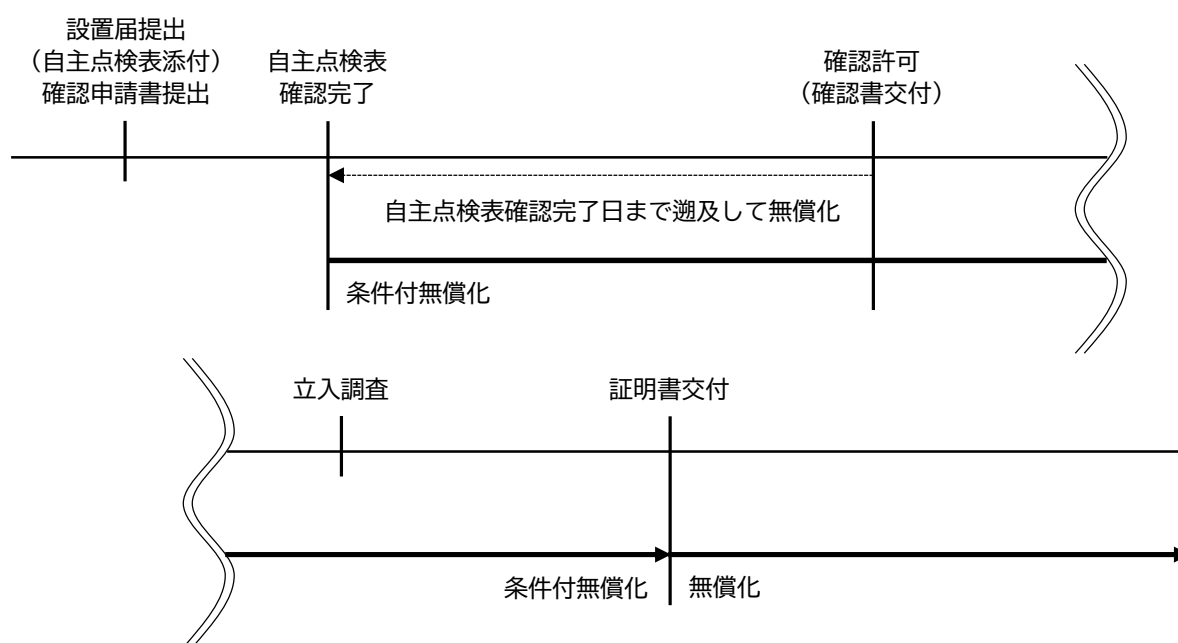 設置届提出
（自主点検表添付）
確認申請書提出
自主点検表
確認完了
確認許可
（確認書交付）
自主点検表確認完了日まで遡及して無償化
条件付無償化
立入調査
証明書交付
条件付無償化
無償化